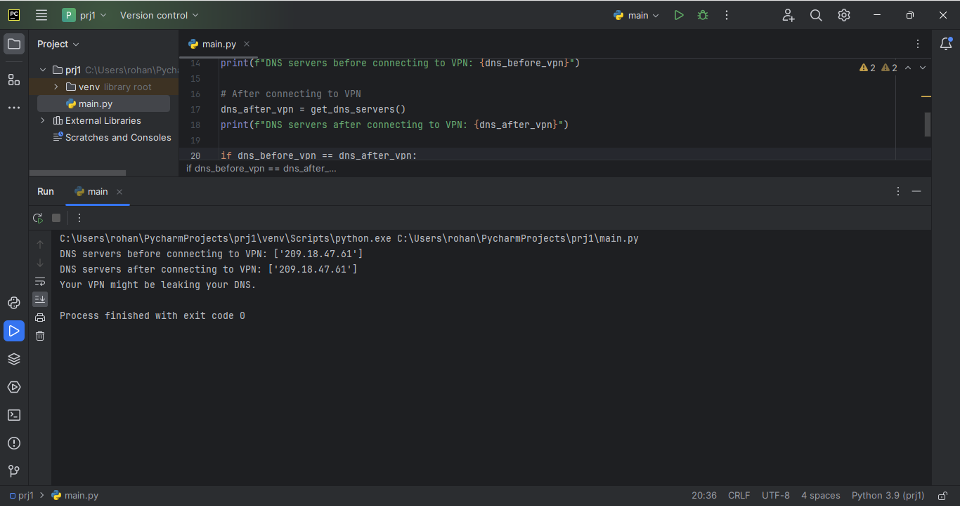 PC P prj1 Version control main
Project
main.py
prj1 C:\Users\rohan\Pych
venv library root
main.py
External Libraries
Scratches and Consoles
14 print(f"DNS servers before connecting to VPN: {dns_before_vpn}")
15
16 # After connecting to VPN
17 dns_after_vpn = get_dns_servers()
18 print(f"DNS servers after connecting to VPN: {dns_after_vpn}")
19
20 if dns_before_vpn == dns_after_vpn:
2 2
if dns_before_vpn == dns_after_...
Run main
C:\Users\rohan\PycharmProjects\prj1\venv\Scripts\python.exe C:\Users\rohan\PycharmProjects\prj1\main.py
DNS servers before connecting to VPN: ['209.18.47.61']
DNS servers after connecting to VPN: ['209.18.47.61']
Your VPN might be leaking your DNS.
Process finished with exit code 0
prj1 > main.py 20:36 CRLF UTF-8 4 spaces Python 3.9 (prj1)